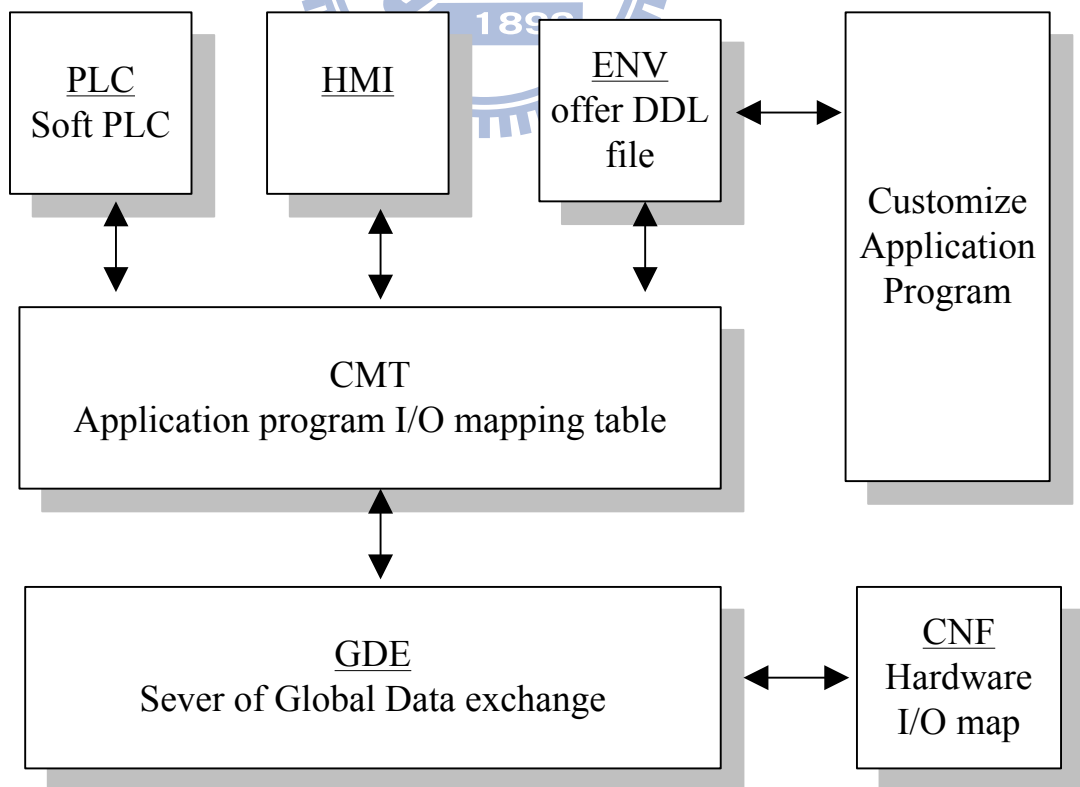 PLC
Soft PLC
HMI
ENV
offer DDL
file
Customize
Application
Program
CMT
Application program I/O mapping table
GDE
Sever of Global Data exchange
CNF
Hardware
I/O map